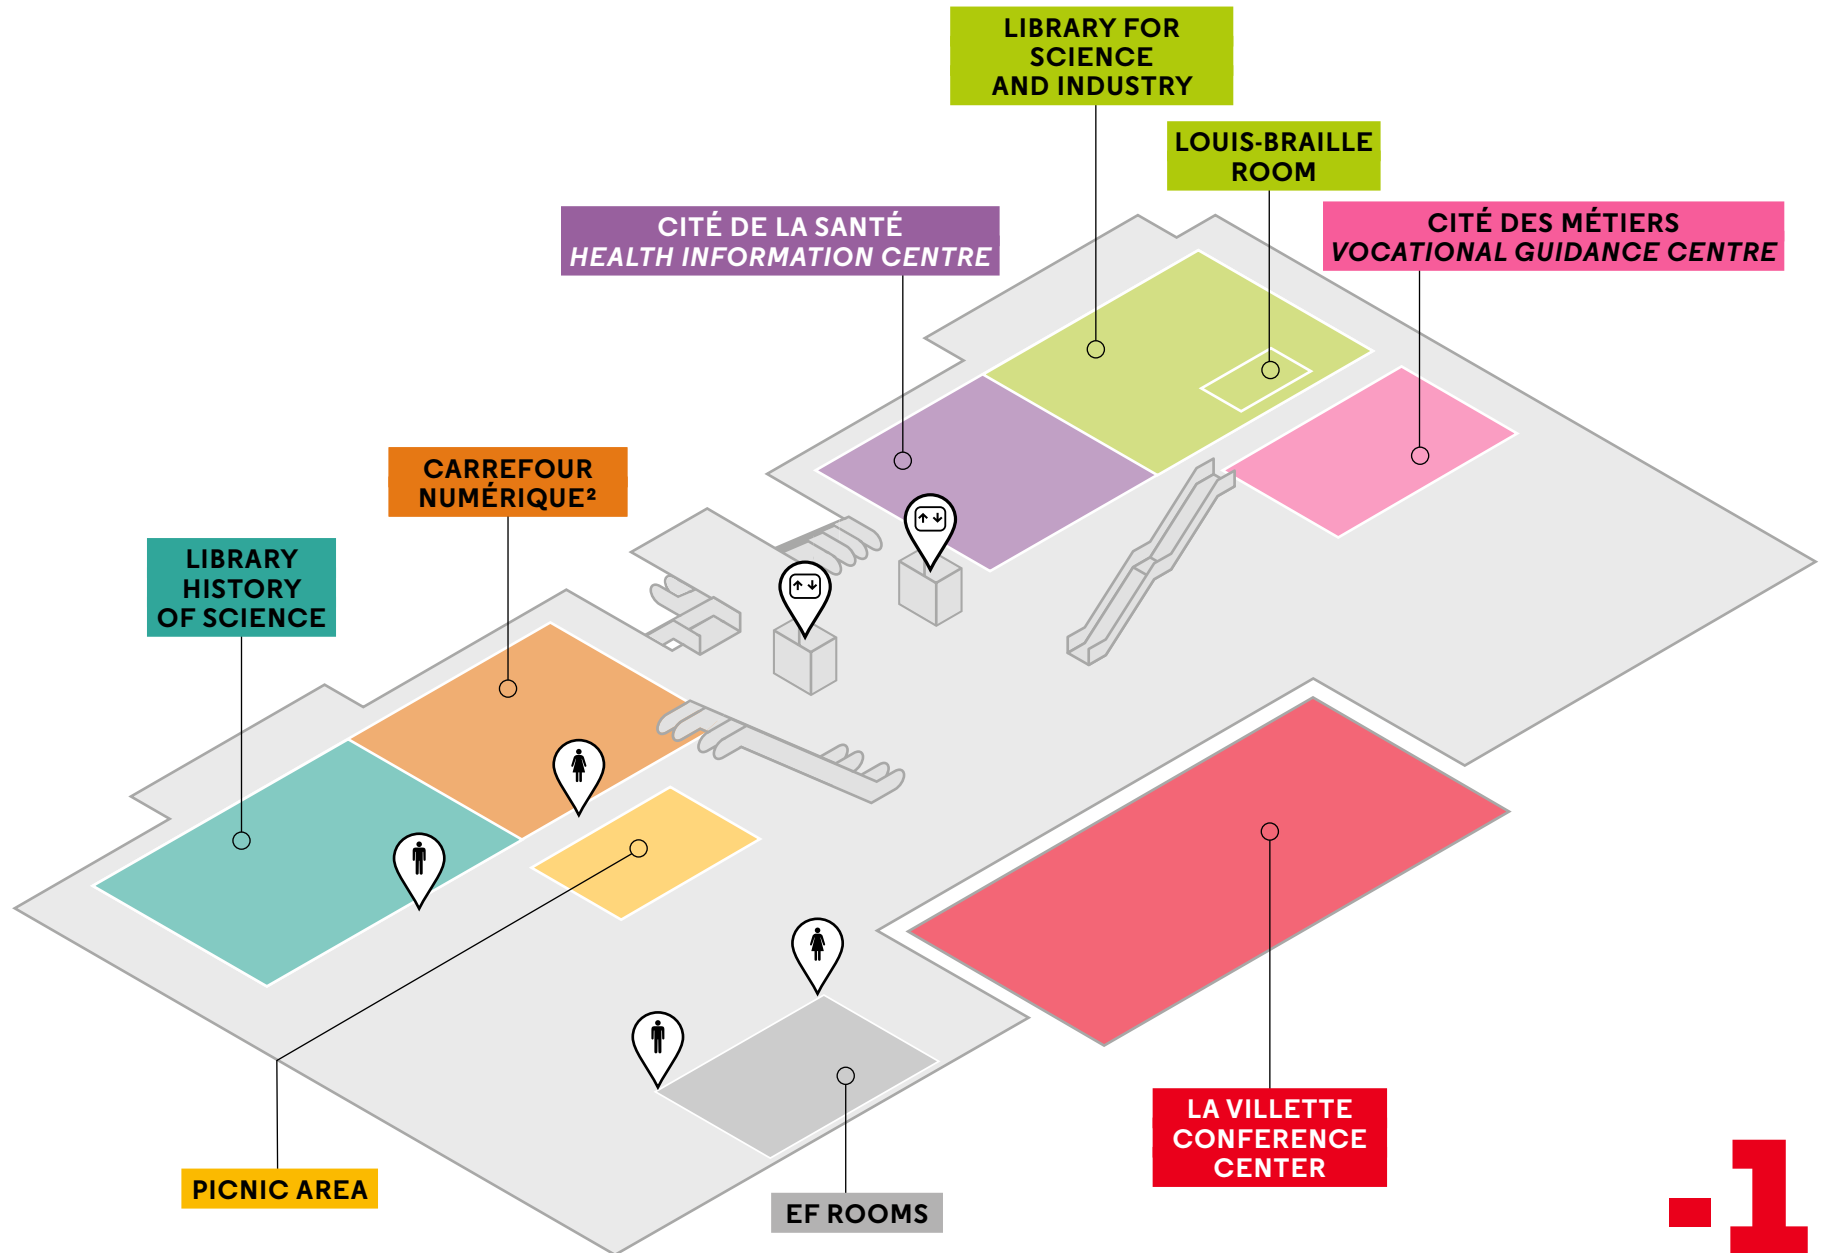 LIBRARY FOR
SCIENCE
AND INDUSTRY
LOUIS-BRAILLE
ROOM
CITÉ DE LA SANTÉ
HEALTH INFORMATION CENTRE
CITÉ DES MÉTIERS
VOCATIONAL GUIDANCE CENTRE
CARREFOUR
NUMÉRIQUE²
LIBRARY
HISTORY
OF SCIENCE
PICNIC AREA
EF ROOMS
LA VILLETTE
CONFERENCE
CENTER
-1